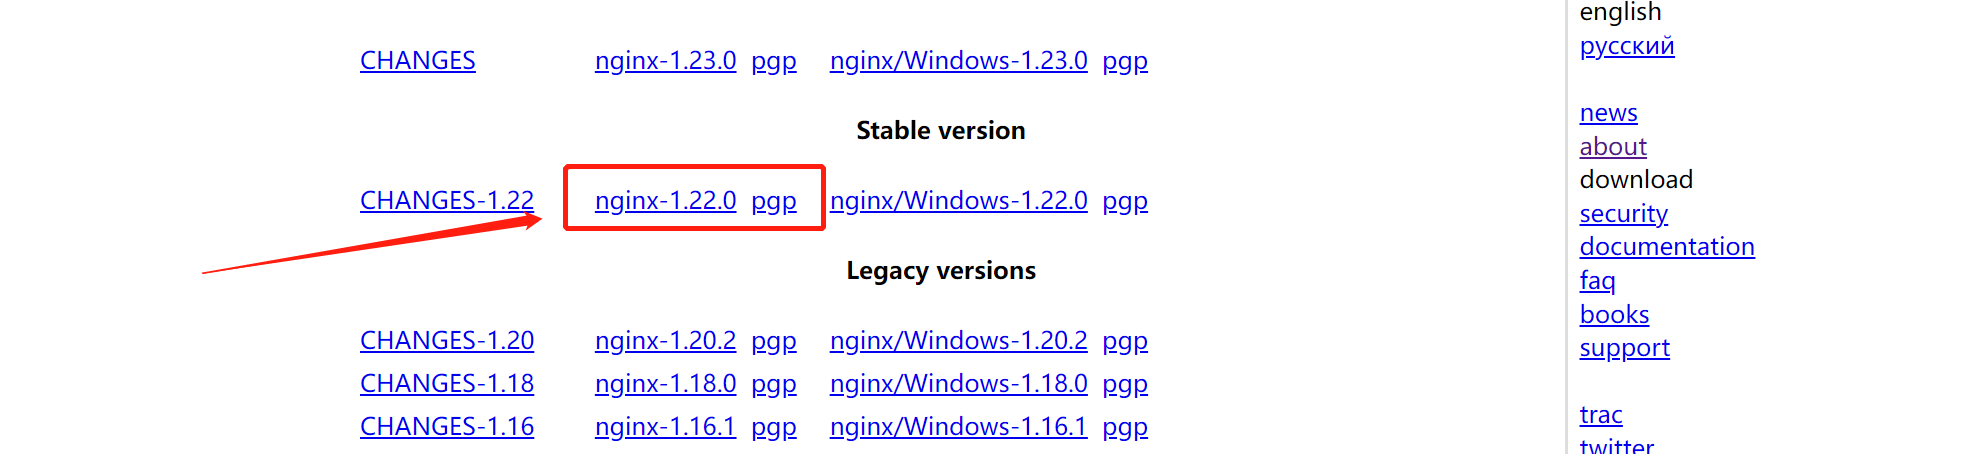 CHANGES nginx-1.23.0 pgp nginx/Windows-1.23.0 pgp
Stable version
CHANGES-1.22 nginx-1.22.0 pgp nginx/Windows-1.22.0 pgp
Legacy versions
CHANGES-1.20 nginx-1.20.2 pgp nginx/Windows-1.20.2 pgp
CHANGES-1.18 nginx-1.18.0 pgp nginx/Windows-1.18.0 pgp
CHANGES-1.16 nginx-1.16.1 pgp nginx/Windows-1.16.1 pgp
english
русский
news
about
download
security
documentation
faq
books
support
trac
twitter